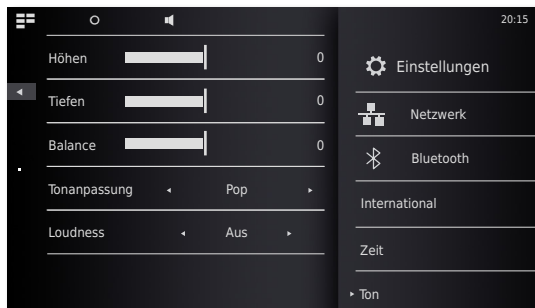 20:15
Höhen 0
Tiefen 0
Balance 0
Tonanpassung Pop
Loudness Aus
Einstellungen
Netzwerk
Bluetooth
International
Zeit
Ton